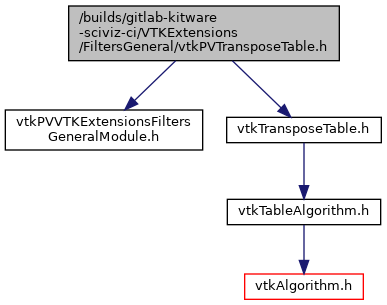 /builds/gitlab-kitware
-sciviz-ci/VTKExtensions
/FiltersGeneral/vtkPVTransposeTable.h
vtkPVVTKExtensionsFilters
GeneralModule.h
vtkTransposeTable.h
vtkTableAlgorithm.h
vtkAlgorithm.h